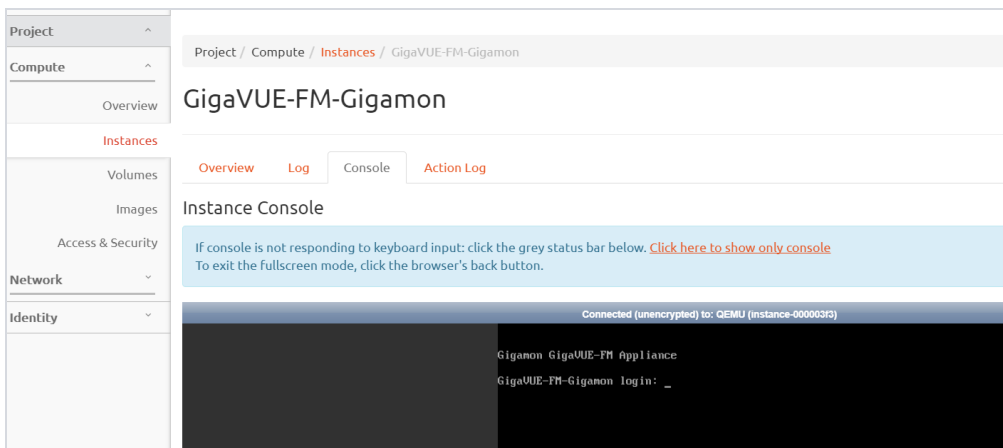 Project
Compute
Overview
Instances
Volumes
Images
Access & Security
Network
Identity
Project / Compute / Instances / GigaVUE-FM-Gigamon
GigaVUE-FM-Gigamon
Overview Log Console Action Log
Instance Console
If console is not responding to keyboard input: click the grey status bar below. Click here to show only console
To exit the fullscreen mode, click the browser's back button.
Connected (unencrypted) to: QEMU (instance-000003f3)
Gigamon GigaVUE-FM Appliance
GigaVUE-FM-Gigamon login: _